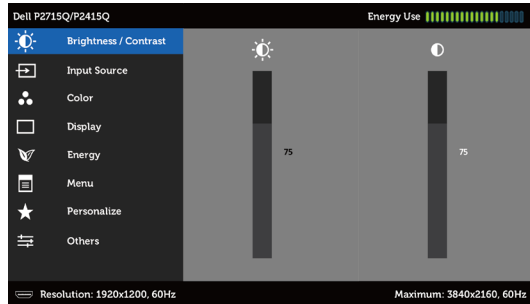 Dell P2715Q/P2415Q
Energy Use
Brightness / Contrast
Input Source
Color
Display
Energy
Menu
Personalize
Others
75
75
Resolution: 1920x1200, 60Hz
Maximum: 3840x2160, 60Hz